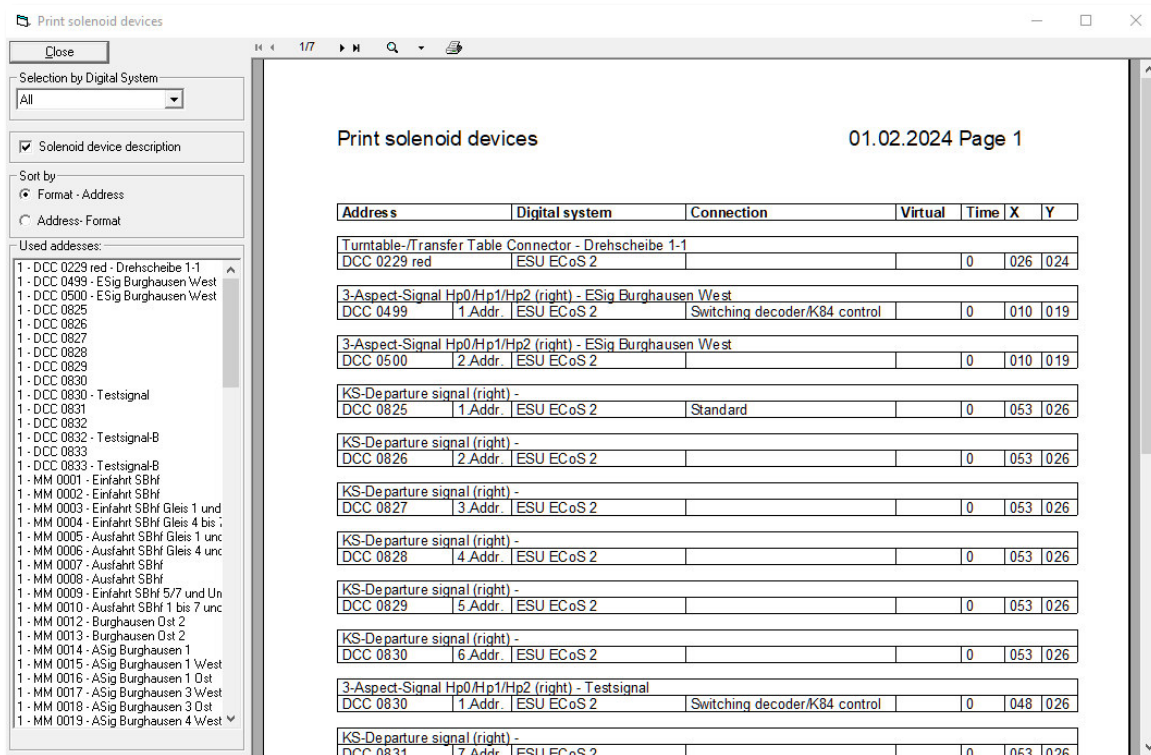 Print solenoid devices
Close
1/7
Selection by Digital System
All
Solenoid device description
Sort by
Format - Address
Address- Format
Used addesses:
1 - DCC 0229 red - Drehscheibe 1-1
1 - DCC 0499 - ESig Burghausen West
1 - DCC 0500 - ESig Burghausen West
1 - DCC 0825
1 - DCC 0826
1 - DCC 0827
1 - DCC 0828
1 - DCC 0829
1 - DCC 0830
1 - DCC 0830 - Testsignal
1 - DCC 0831
1 - DCC 0832
1 - DCC 0832 - Testsignal-B
1 - DCC 0833
1 - DCC 0833 - Testsignal-B
1 - MM 0001 - Einfahrt SBhf
1 - MM 0002 - Einfahrt SBhf
1 - MM 0003 - Einfahrt SBhf Gleis 1 und
1 - MM 0004 - Einfahrt SBhf Gleis 4 bis
1 - MM 0005 - Ausfahrt SBhf Gleis 1 und
1 - MM 0006 - Ausfahrt SBhf Gleis 4 und
1 - MM 0007 - Ausfahrt SBhf
1 - MM 0008 - Ausfahrt SBhf
1 - MM 0009 - Einfahrt SBhf 5/7 und Un
1 - MM 0010 - Ausfahrt SBhf 1 bis 7 und
1 - MM 0012 - Burghausen Ost 2
1 - MM 0013 - Burghausen Ost 2
1 - MM 0014 - ASig Burghausen 1
1 - MM 0015 - ASig Burghausen 1 West
1 - MM 0016 - ASig Burghausen 1 Ost
1 - MM 0017 - ASig Burghausen 3 West
1 - MM 0018 - ASig Burghausen 3 Ost
1 - MM 0019 - ASig Burghausen 4 West
Print solenoid devices 01.02.2024 Page 1
Address Digital system Connection Virtual Time X Y
Turntable-/Transfer Table Connector - Drehscheibe 1-1
DCC 0229 red ESU ECoS 2 0 026 024
3-Aspect-Signal Hp0/Hp1/Hp2 (right) - ESig Burghausen West
DCC 0499 1.Addr. ESU ECoS 2 Switching decoder/K84 control 0 010 019
3-Aspect-Signal Hp0/Hp1/Hp2 (right) - ESig Burghausen West
DCC 0500 2.Addr. ESU ECoS 2 0 010 019
KS-Departure signal (right) -
DCC 0825 1.Addr. ESU ECoS 2 Standard 0 053 026
KS-Departure signal (right) -
DCC 0826 2.Addr. ESU ECoS 2 0 053 026
KS-Departure signal (right) -
DCC 0827 3.Addr. ESU ECoS 2 0 053 026
KS-Departure signal (right) -
DCC 0828 4.Addr. ESU ECoS 2 0 053 026
KS-Departure signal (right) -
DCC 0829 5.Addr. ESU ECoS 2 0 053 026
KS-Departure signal (right) -
DCC 0830 6.Addr. ESU ECoS 2 0 053 026
3-Aspect-Signal Hp0/Hp1/Hp2 (right) - Testsignal
DCC 0830 1.Addr. ESU ECoS 2 Switching decoder/K84 control 0 048 026
KS-Departure signal (right) -
DCC 0831 7.Addr. ESU ECoS 2 0 053 026